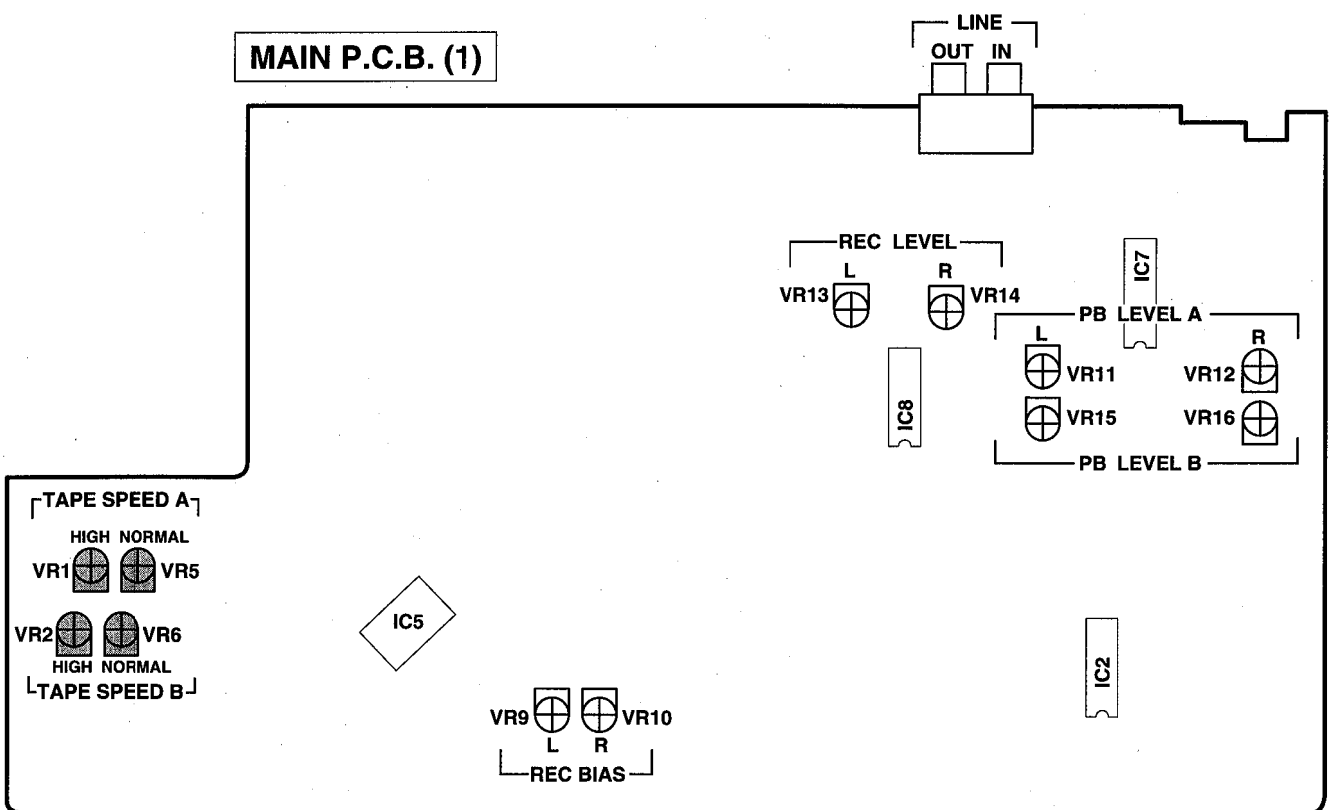 MAIN P.C.B. (1)
LINE
OUT IN
REC LEVEL
L R
VR13 VR14
IC7
PB LEVEL A
L R
VR11 VR12
VR15 VR16
PB LEVEL B
IC8
TAPE SPEED A
HIGH NORMAL
VR1 VR5
VR2 VR6
HIGH NORMAL
TAPE SPEED B
IC5
IC2
VR9 VR10
L R
REC BIAS